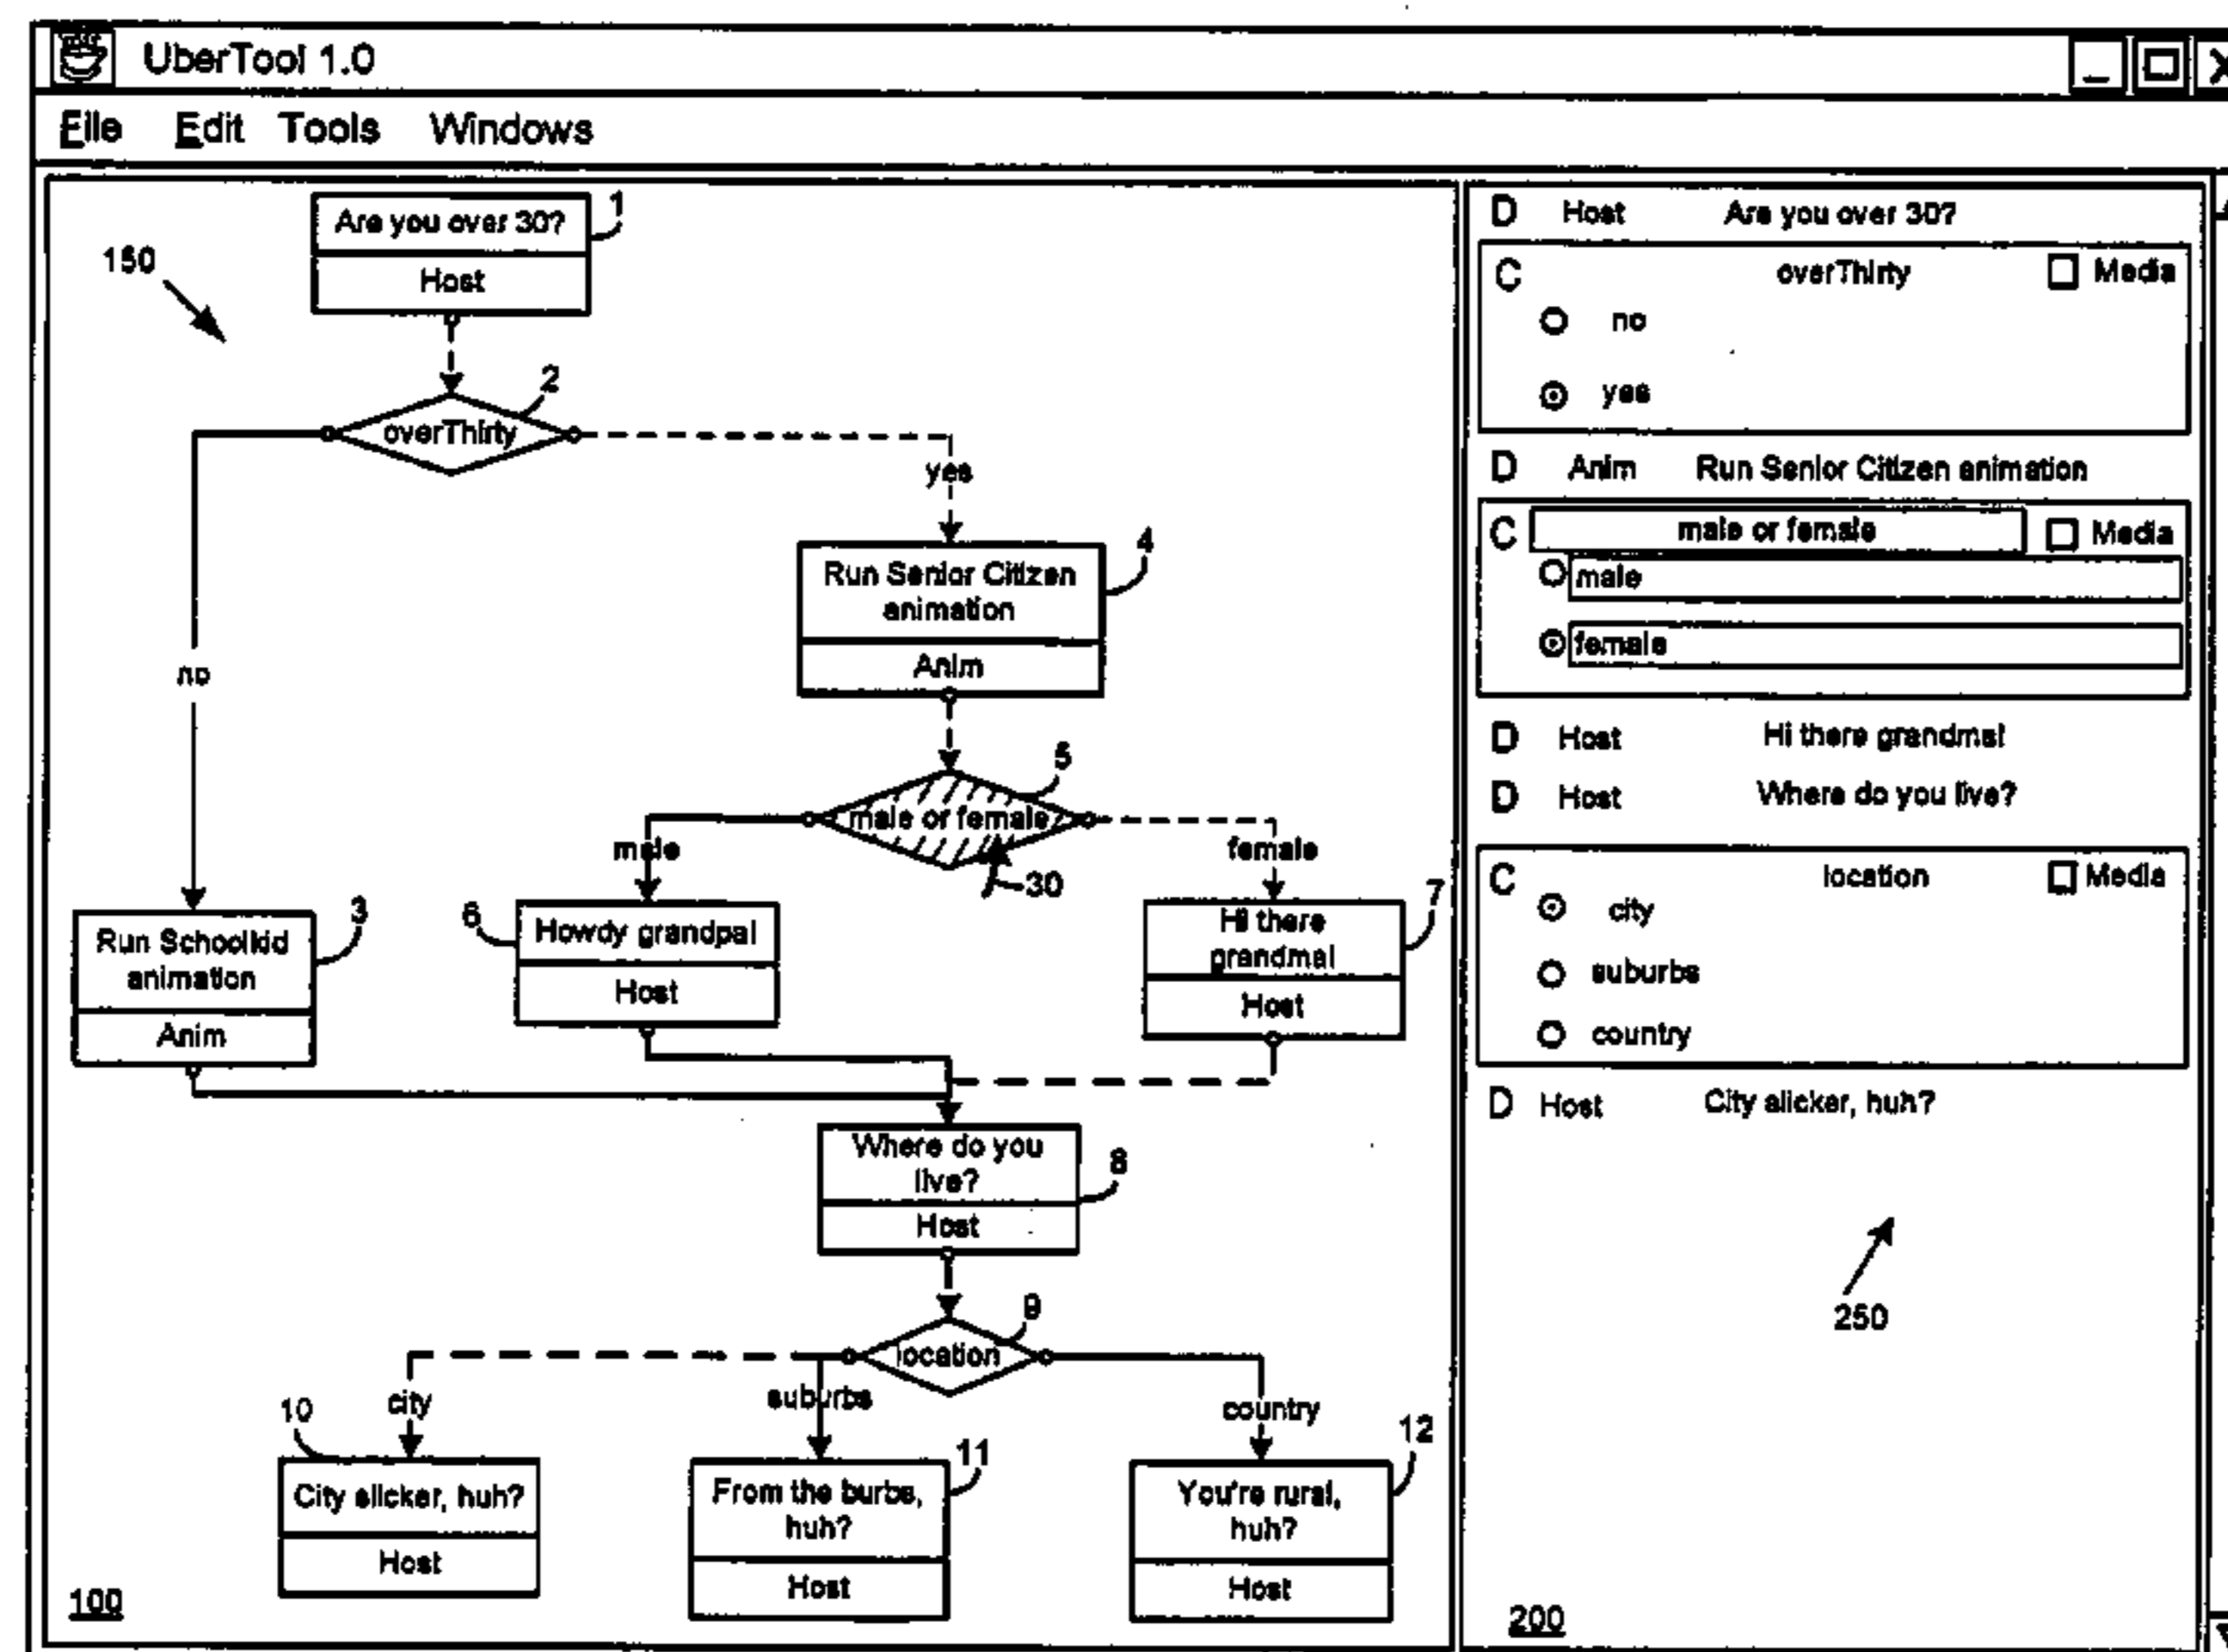 UberTool 1.0
File Edit Tools Windows
150
Are you over 30?
Host
1
overThirty
2
yes
no
Run Senior Citizen
animation
Anim
4
male or female
5
30
male
female
Run Schoolkid
animation
Anim
3
6
Howdy grandpa!
Host
Hi there
grandma!
Host
7
Where do you
live?
Host
8
location
9
city
suburbs
country
10
City slicker, huh?
Host
11
From the burbs,
huh?
Host
12
You're rural,
huh?
Host
100
D Host Are you over 30?
C overThirty Media
no
yes
D Anim Run Senior Citizen animation
C male or female Media
male
female
D Host Hi there grandma!
D Host Where do you live?
C location Media
city
suburbs
country
D Host City slicker, huh?
250
200